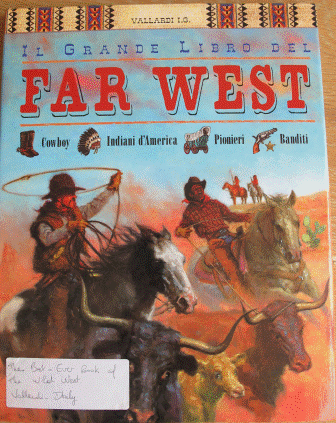 VALLARDI I.G.
IL GRANDE LIBRO DEL
FAR WEST
Cowboy Indiani d'America Pionieri Banditi
The Best-Ever Book of
The Wild West
Vallardi - Italy